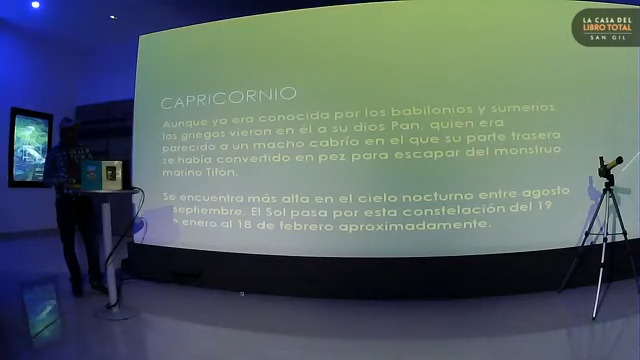 LA CASA DEL
LIBRO TOTAL
SAN GIL
CAPRICORNIO
Aunque ya era conocida por los babilonios y sumerios,
los griegos vieron en él a su dios Pan, quien era
parecido a un macho cabrío en el que su parte trasera
se había convertido en pez para escapar del monstruo
marino Tifón.
Se encuentra más alta en el cielo nocturno entre agosto
septiembre. El Sol pasa por esta constelación del 19
enero al 18 de febrero aproximadamente.